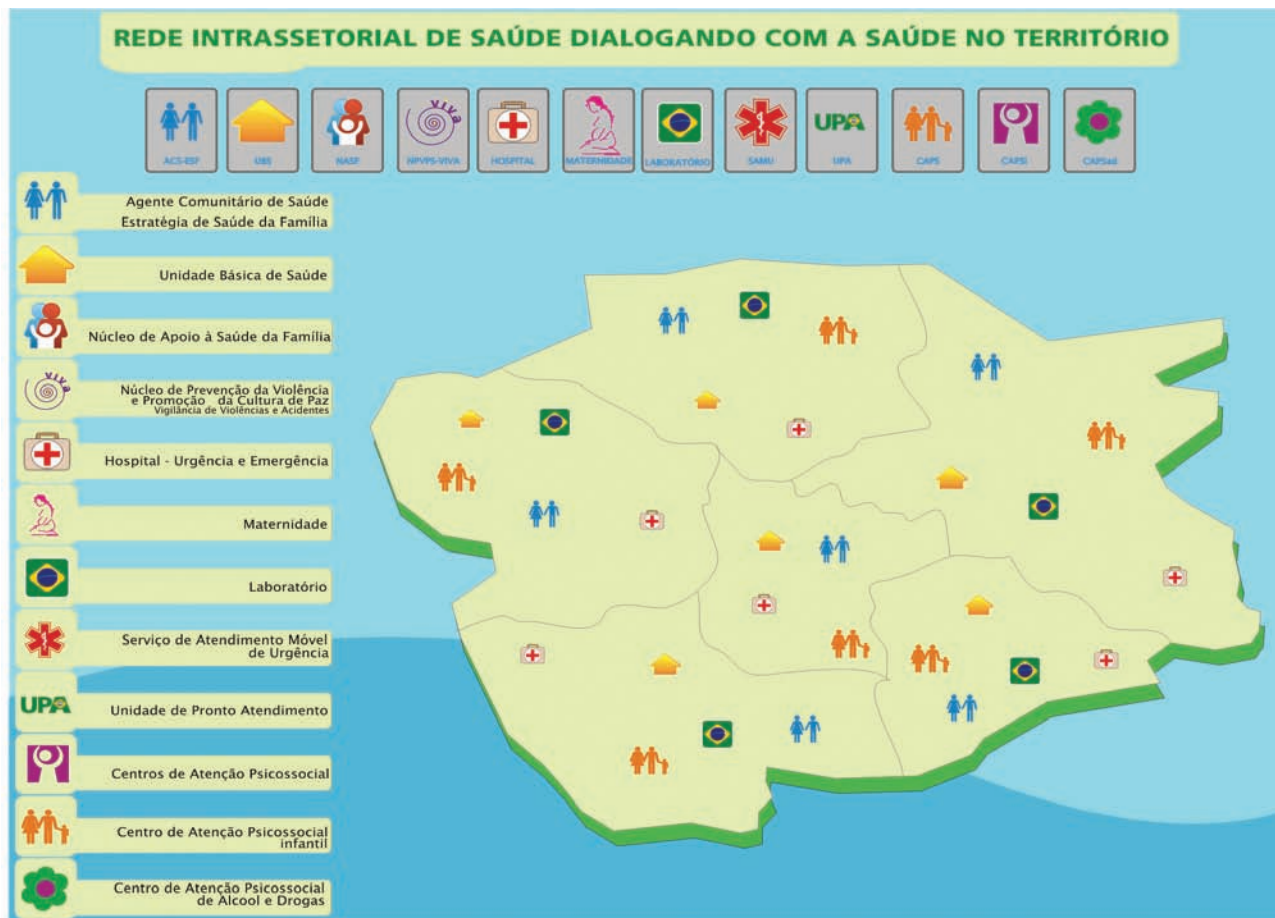 REDE INTRASSETORIAL DE SAÚDE DIALOGANDO COM A SAÚDE NO TERRITÓRIO
ACS-ESF
UBS
NASF
viva
NPVPS-VIVA
HOSPITAL
MATERNIDADE
LABORATÓRIO
SAMU
UPA
UPA
CAPS
CAPSi
CAPSad
Agente Comunitário de Saúde
Estratégia de Saúde da Família
Unidade Básica de Saúde
Núcleo de Apoio à Saúde da Família
viva
Núcleo de Prevenção da Violência
e Promoção da Cultura de Paz
Vigilância de Violências e Acidentes
Hospital - Urgência e Emergência
Maternidade
Laboratório
Serviço de Atendimento Móvel
de Urgência
UPA
Unidade de Pronto Atendimento
Centros de Atenção Psicossocial
Centro de Atenção Psicossocial
infantil
Centro de Atenção Psicossocial
de Álcool e Drogas